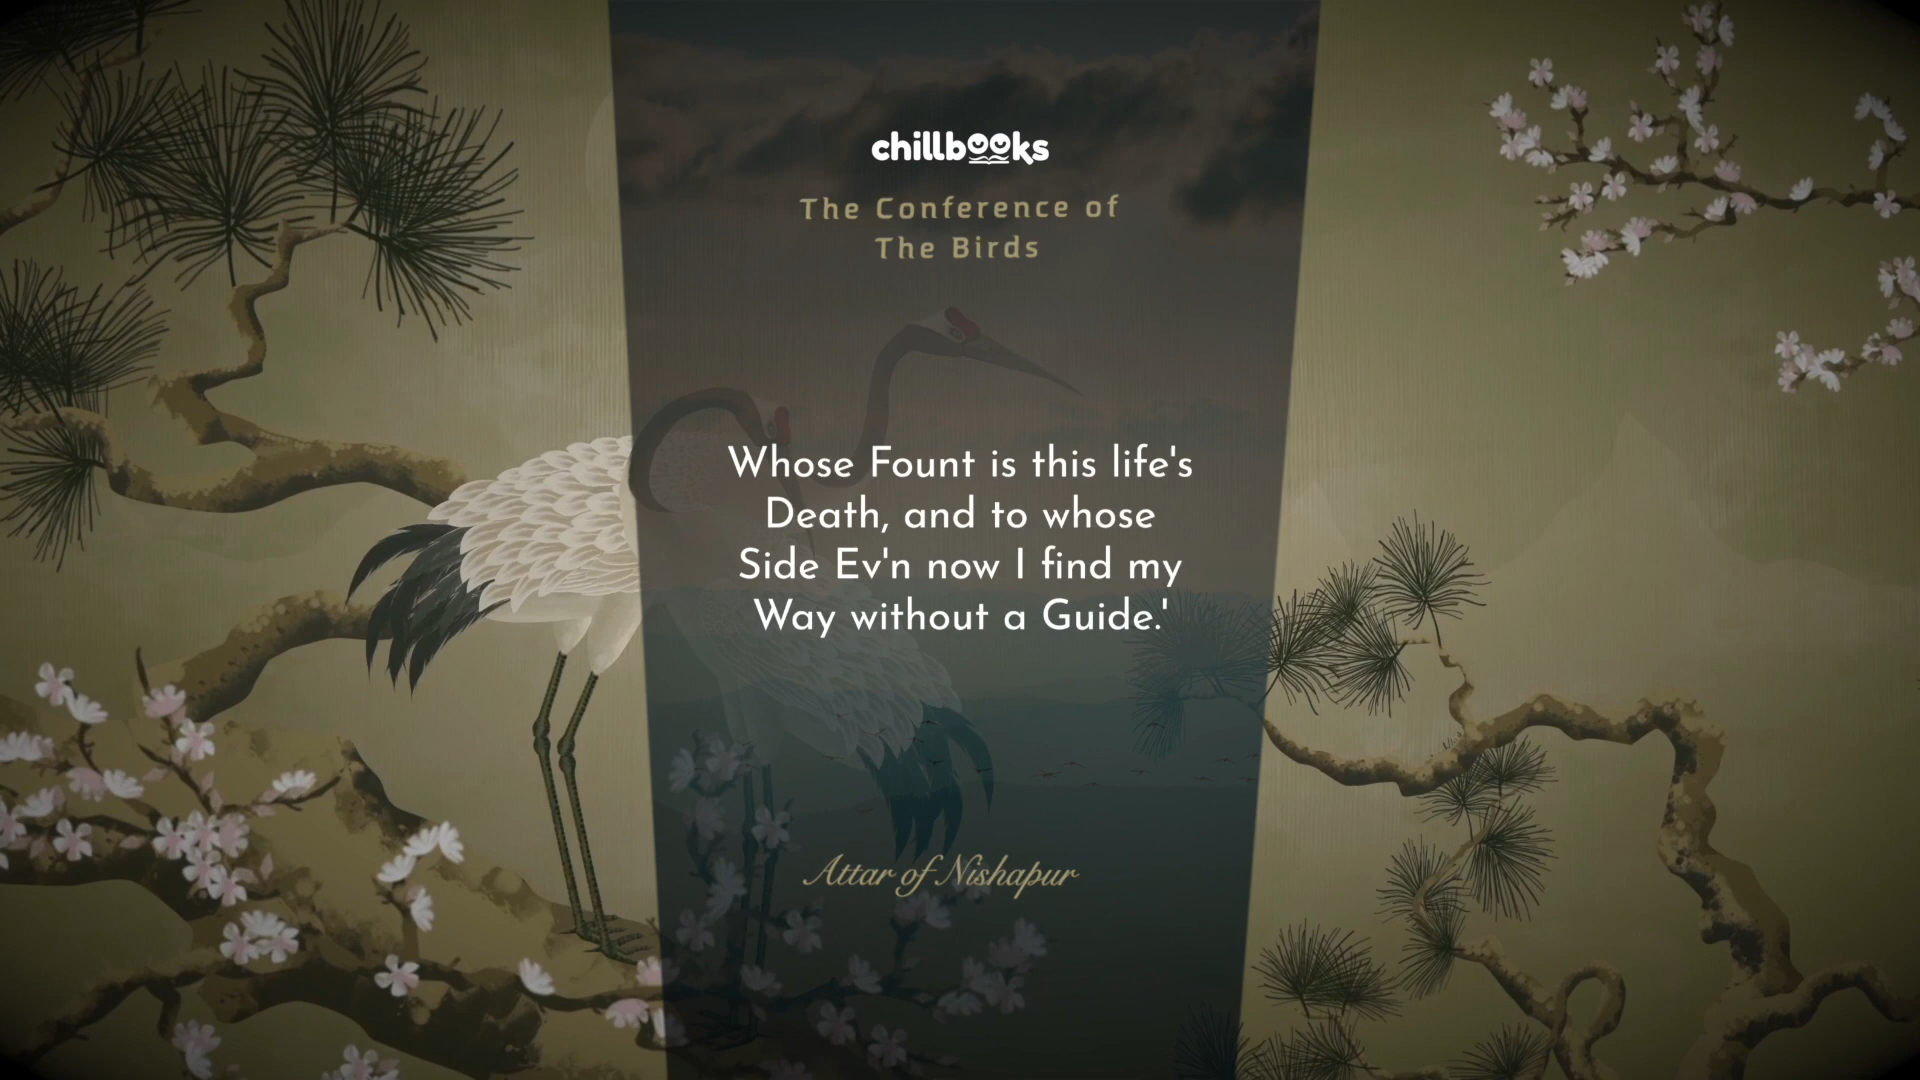 chillbooks
The Conference of
The Birds
Whose Fount is this life's
Death, and to whose
Side Ev'n now I find my
Way without a Guide.'
Attar of Nishapur